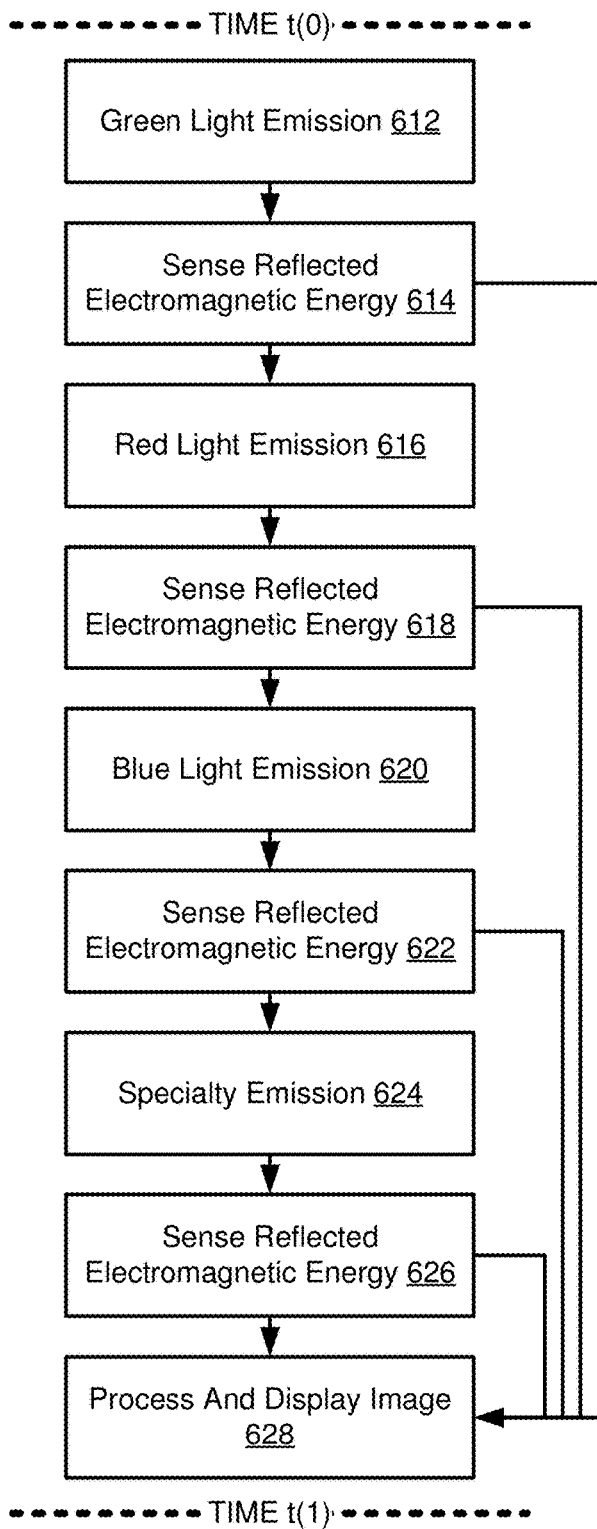 TIME t(0)
Green Light Emission 612
Sense Reflected
Electromagnetic Energy 614
Red Light Emission 616
Sense Reflected
Electromagnetic Energy 618
Blue Light Emission 620
Sense Reflected
Electromagnetic Energy 622
Specialty Emission 624
Sense Reflected
Electromagnetic Energy 626
Process And Display Image
628
TIME t(1)